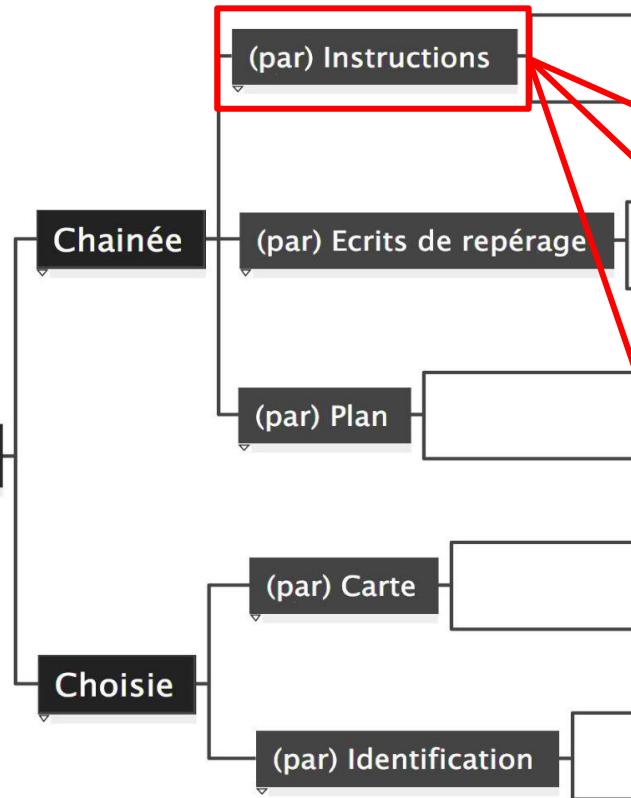 (par) Instructions
Chainée
(par) Ecrits de repérage
(par) Plan
(par) Carte
Choisie
(par) Identification